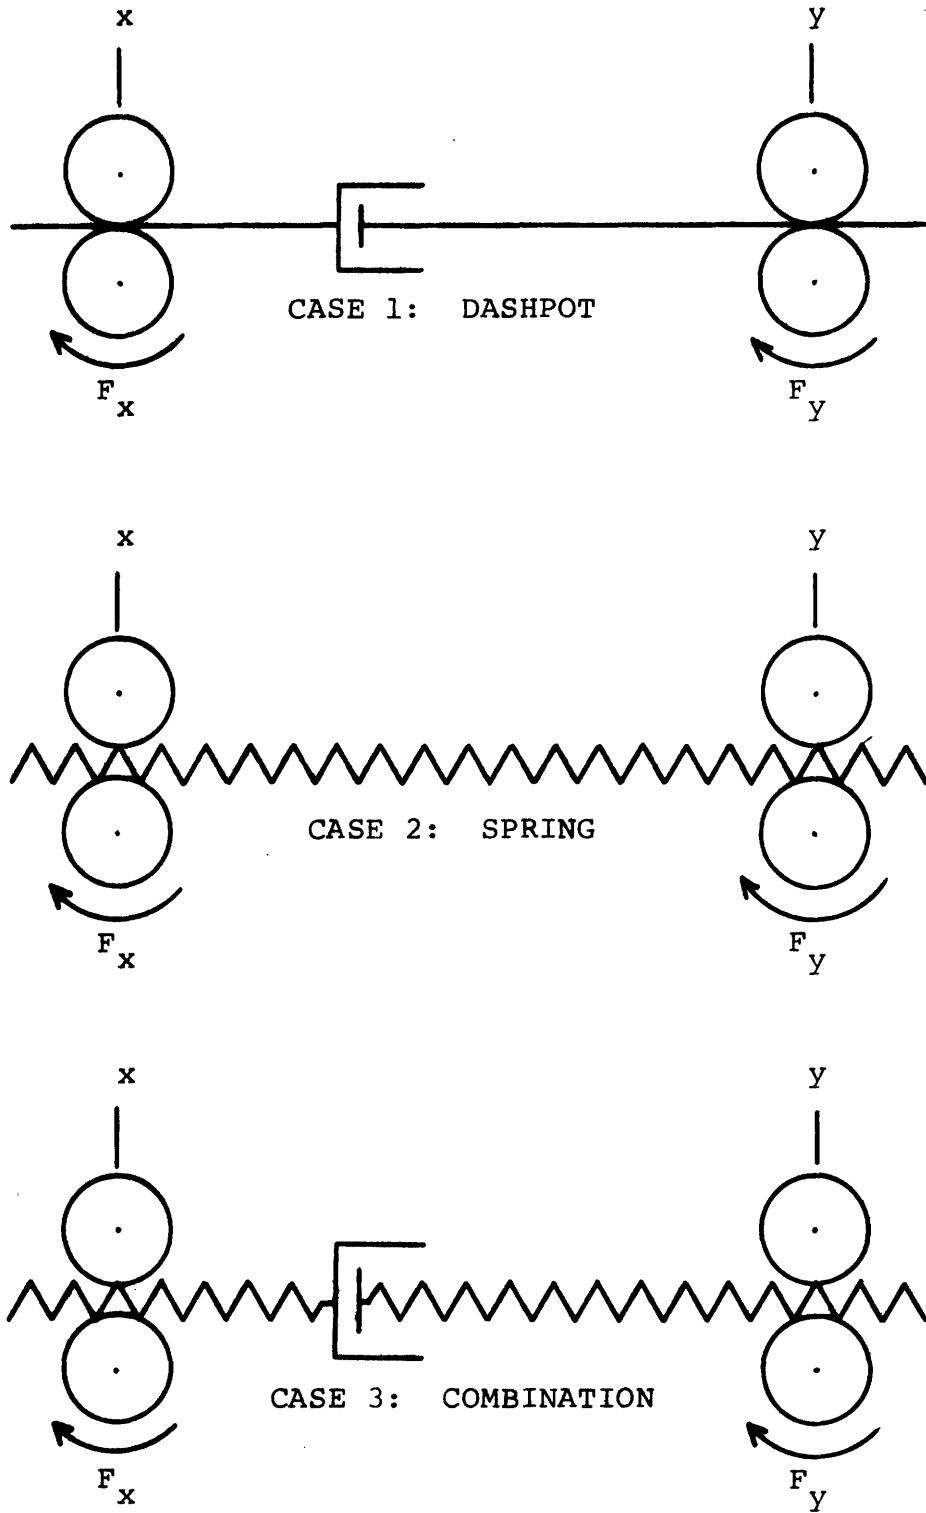 x y
CASE 1: DASHPOT
Fx Fy
x y
CASE 2: SPRING
Fx Fy
x y
CASE 3: COMBINATION
Fx Fy